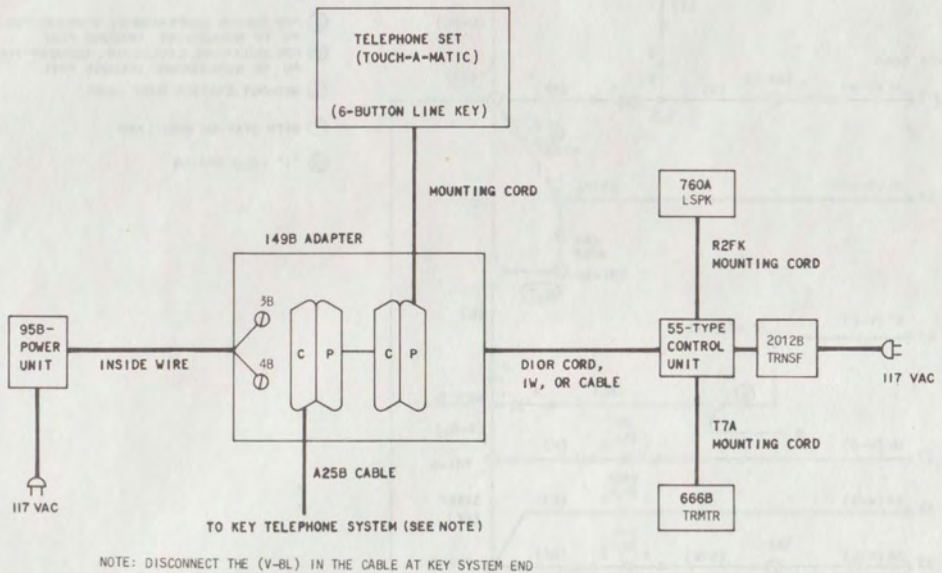 TELEPHONE SET
(TOUCH-A-MATIC)
(6-BUTTON LINE KEY)
MOUNTING CORD
760A
LSPK
149B ADAPTER
R2FK
MOUNTING CORD
3B
95B-
POWER
UNIT
C P
C P
55-TYPE
CONTROL
UNIT
2012B
TRNSF
INSIDE WIRE
4B
DIOR CORD,
IW, OR CABLE
117 VAC
T7A
MOUNTING CORD
A25B CABLE
117 VAC
666B
TRMTR
TO KEY TELEPHONE SYSTEM (SEE NOTE)
NOTE: DISCONNECT THE (V-BL) IN THE CABLE AT KEY SYSTEM END